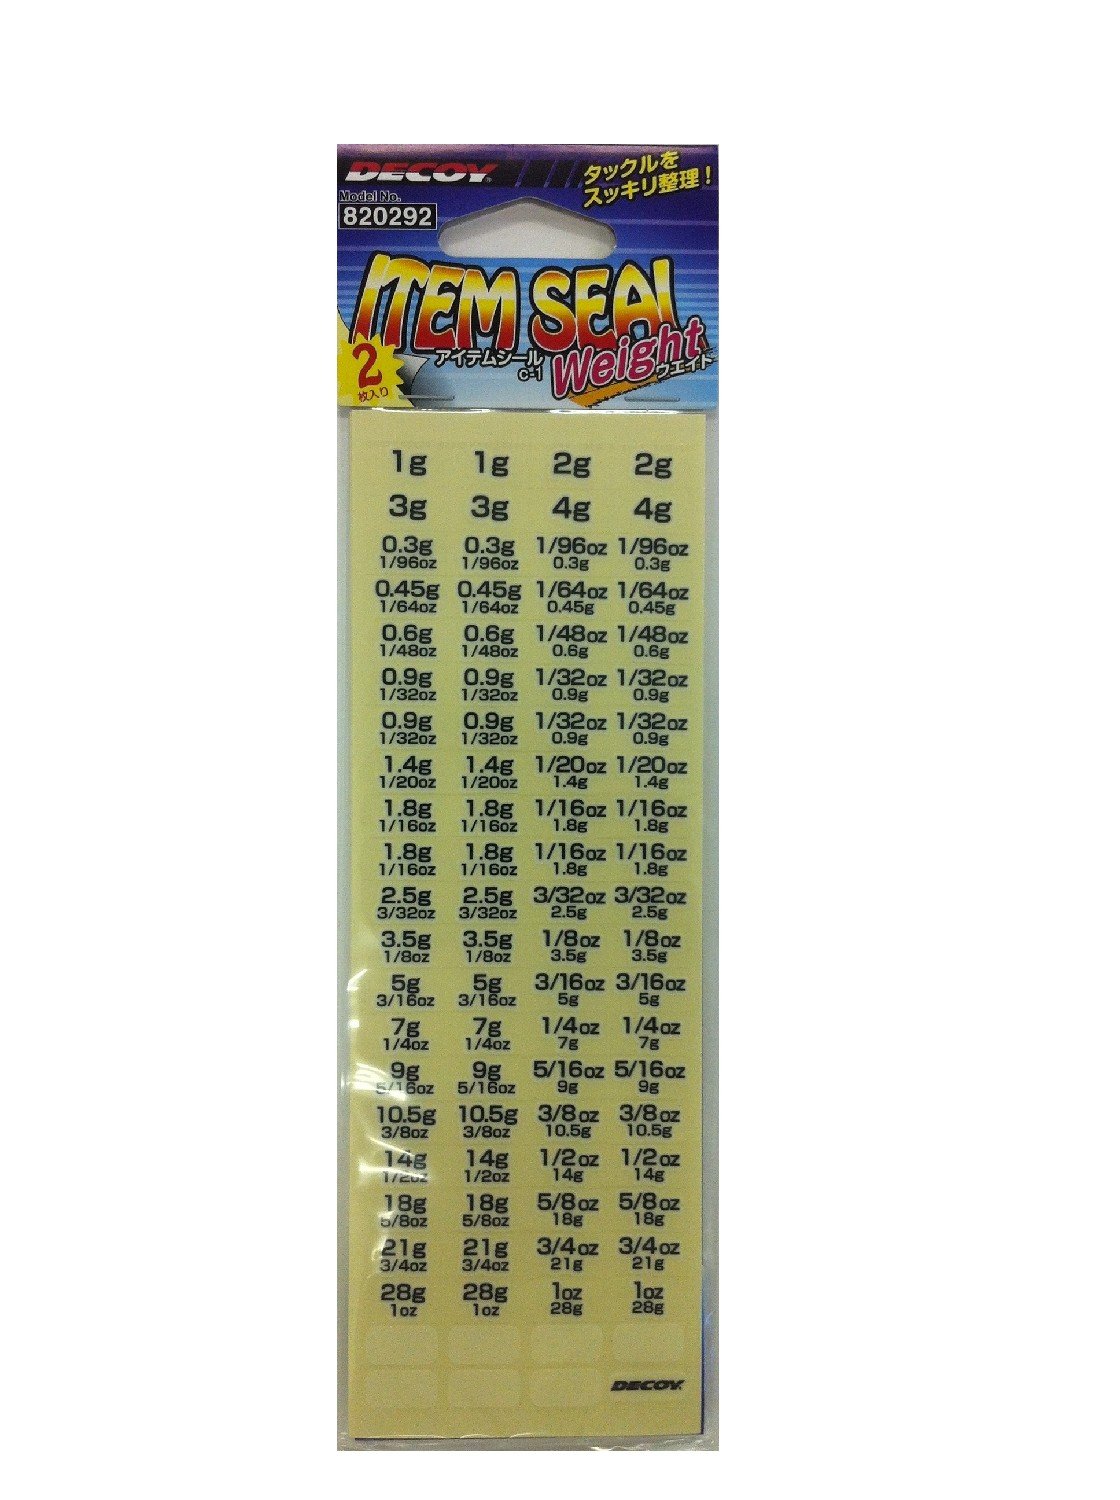 DECOY
タックルを
スッキリ整理！
Model No.
820292
ITEM SEAL
アイテムシール
C-1
Weight
ウエイト
2
枚入り
1g 1g 2g 2g
3g 3g 4g 4g
0.3g 0.3g 1/96oz 1/96oz
1/96oz 1/96oz 0.3g 0.3g
0.45g 0.45g 1/64oz 1/64oz
1/64oz 1/64oz 0.45g 0.45g
0.6g 0.6g 1/48oz 1/48oz
1/48oz 1/48oz 0.6g 0.6g
0.9g 0.9g 1/32oz 1/32oz
1/32oz 1/32oz 0.9g 0.9g
0.9g 0.9g 1/32oz 1/32oz
1/32oz 1/32oz 0.9g 0.9g
1.4g 1.4g 1/20oz 1/20oz
1/20oz 1/20oz 1.4g 1.4g
1.8g 1.8g 1/16oz 1/16oz
1/16oz 1/16oz 1.8g 1.8g
1.8g 1.8g 1/16oz 1/16oz
1/16oz 1/16oz 1.8g 1.8g
2.5g 2.5g 3/32oz 3/32oz
3/32oz 3/32oz 2.5g 2.5g
3.5g 3.5g 1/8oz 1/8oz
1/8oz 1/8oz 3.5g 3.5g
5g 5g 3/16oz 3/16oz
3/16oz 3/16oz 5g 5g
7g 7g 1/4oz 1/4oz
1/4oz 1/4oz 7g 7g
9g 9g 5/16oz 5/16oz
5/16oz 5/16oz 9g 9g
10.5g 10.5g 3/8oz 3/8oz
3/8oz 3/8oz 10.5g 10.5g
14g 14g 1/2oz 1/2oz
1/2oz 1/2oz 14g 14g
18g 18g 5/8oz 5/8oz
5/8oz 5/8oz 18g 18g
21g 21g 3/4oz 3/4oz
3/4oz 3/4oz 21g 21g
28g 28g 1oz 1oz
1oz 1oz 28g 28g
DECOY